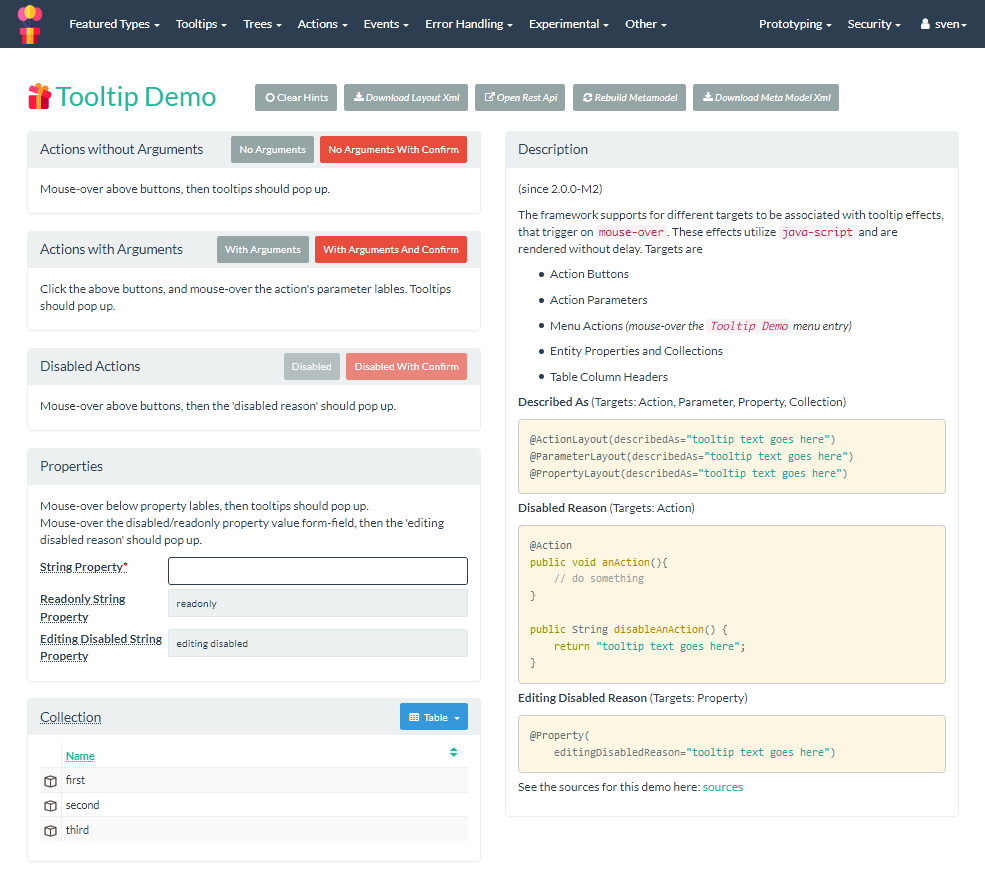 Featured Types Tooltips Trees Actions Events Error Handling Experimental Other Prototyping Security sven
Tooltip Demo Clear Hints Download Layout Xml Open Rest Api Rebuild Metamodel Download Meta Model Xml
Actions without Arguments No Arguments No Arguments With Confirm
Mouse-over above buttons, then tooltips should pop up.
Actions with Arguments With Arguments With Arguments And Confirm
Click the above buttons, and mouse-over the action's parameter lables. Tooltips
should pop up.
Disabled Actions Disabled Disabled With Confirm
Mouse-over above buttons, then the 'disabled reason' should pop up.
Properties
Mouse-over below property lables, then tooltips should pop up.
Mouse-over the disabled/readonly property value form-field, then the 'editing
disabled reason' should pop up.
String Property*
Readonly String
Property
readonly
Editing Disabled String
Property
editing disabled
Collection Table
Name
first
second
third
Description
(since 2.0.0-M2)
The framework supports for different targets to be associated with tooltip effects,
that trigger on mouse-over. These effects utilize java-script and are
rendered without delay. Targets are
• Action Buttons
• Action Parameters
• Menu Actions (mouse-over the Tooltip Demo menu entry)
• Entity Properties and Collections
• Table Column Headers
Described As (Targets: Action, Parameter, Property, Collection)
@ActionLayout(describedAs="tooltip text goes here")
@ParameterLayout(describedAs="tooltip text goes here")
@PropertyLayout(describedAs="tooltip text goes here")
Disabled Reason (Targets: Action)
@Action
public void anAction(){
    // do something
}
public String disableAnAction() {
    return "tooltip text goes here";
}
Editing Disabled Reason (Targets: Property)
@Property(
    editingDisabledReason="tooltip text goes here")
See the sources for this demo here: sources